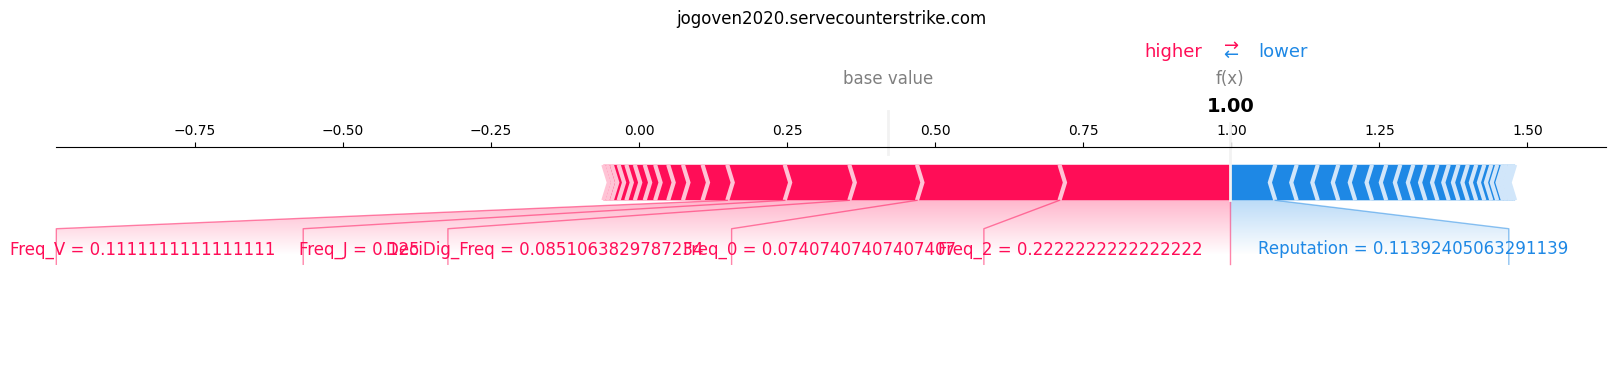 jogoven2020.servecounterstrike.com
higher ⇄ lower
base value f(x)
1.00
−0.75 −0.50 −0.25 0.00 0.25 0.50 0.75 1.00 1.25 1.50
Freq_V = 0.1111111111111111 Freq_J = 0.125 DeciDig_Freq = 0.0851063829787234 Freq_0 = 0.07407407407407407 Freq_2 = 0.2222222222222222 Reputation = 0.11392405063291139